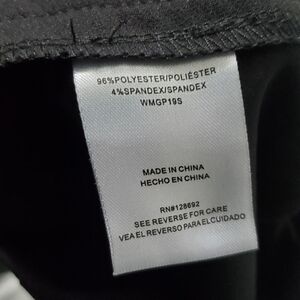 96%POLYESTER/POLIÉSTER
4%SPANDEX/SPANDEX
WMGP19S
MADE IN CHINA
HECHO EN CHINA
RN#128692
SEE REVERSE FOR CARE
VEA EL REVERSO PARA EL CUIDADO